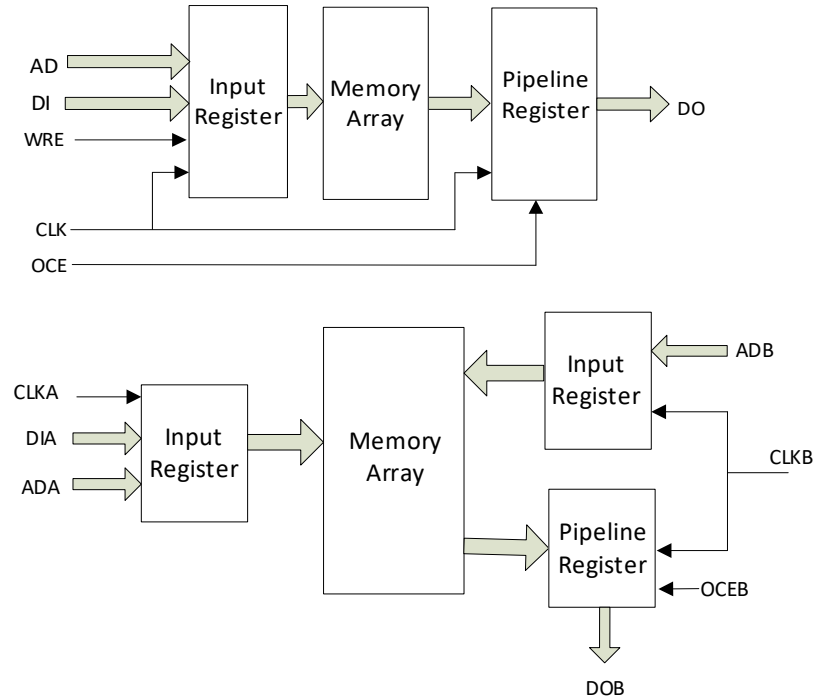 AD
DI
WRE
CLK
OCE
Input
Register
Memory
Array
Pipeline
Register
DO
CLKA
DIA
ADA
Input
Register
Memory
Array
Input
Register
ADB
CLKB
Pipeline
Register
OCEB
DOB